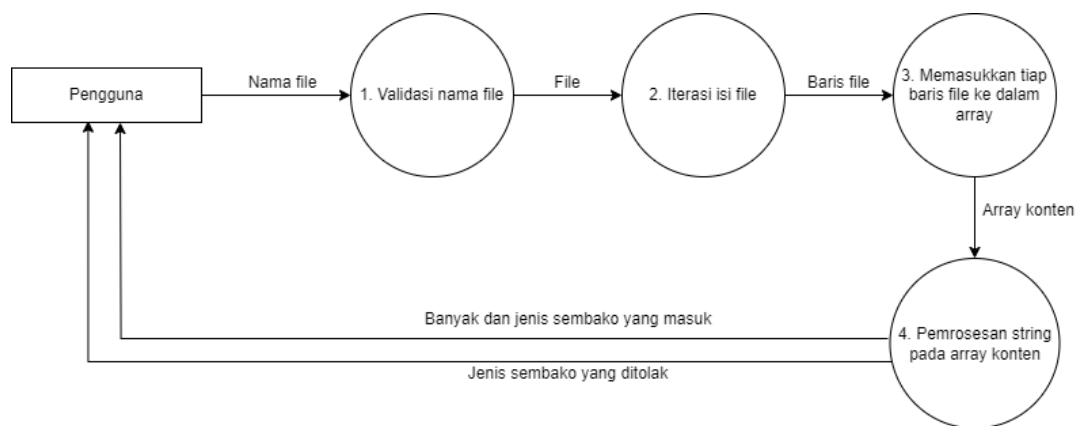 Pengguna
Nama file
1. Validasi nama file
File
2. Iterasi isi file
Baris file
3. Memasukkan tiap
baris file ke dalam
array
Array konten
4. Pemrosesan string
pada array konten
Banyak dan jenis sembako yang masuk
Jenis sembako yang ditolak